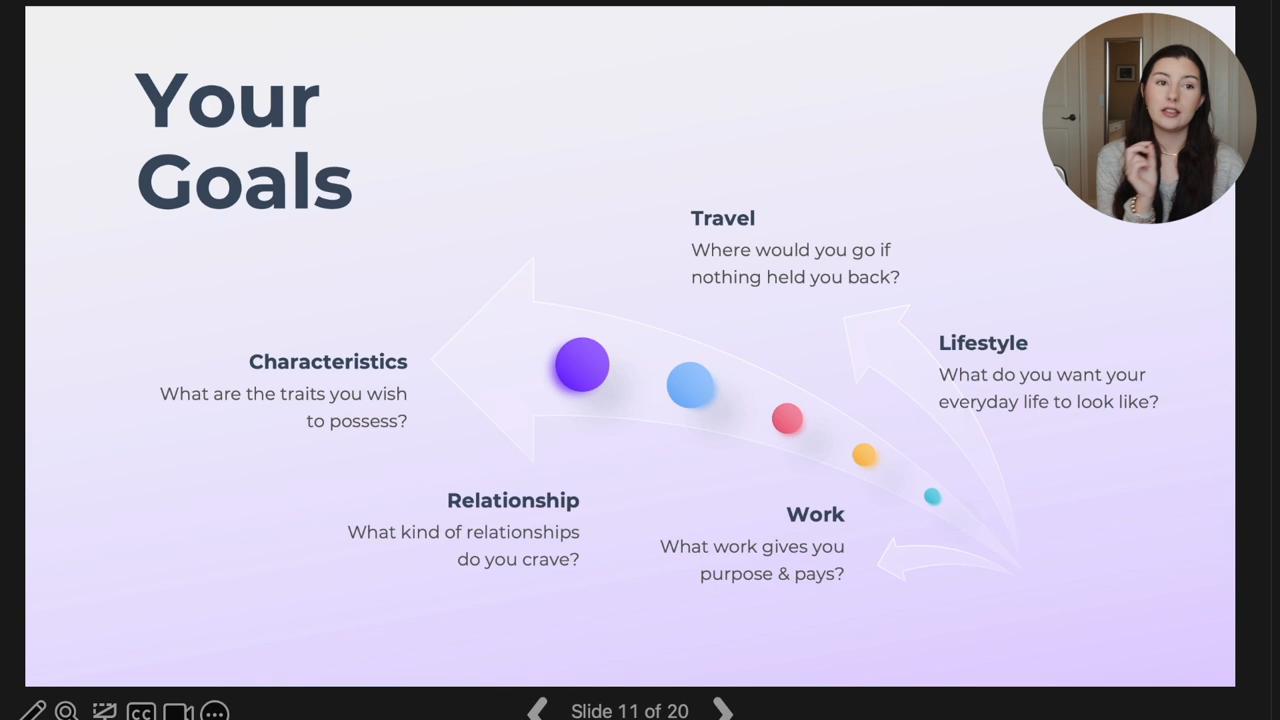 Your
Goals
Travel
Where would you go if
nothing held you back?
Lifestyle
What do you want your
everyday life to look like?
Characteristics
What are the traits you wish
to possess?
Relationship
What kind of relationships
do you crave?
Work
What work gives you
purpose & pays?
CC
Slide 11 of 20